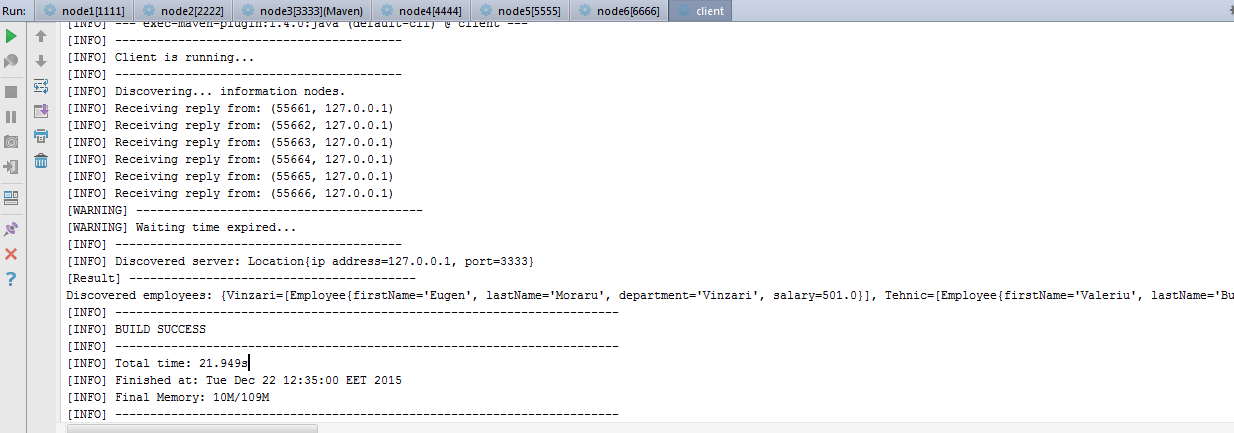 Run: node1[1111] node2[2222] node3[3333](Maven) node4[4444] node5[5555] node6[6666] client
[INFO] --- exec-maven-plugin:1.4.0:java (default-cli) @ client ---
[INFO] -----------------------------------------
[INFO] Client is running...
[INFO] -----------------------------------------
[INFO] Discovering... information nodes.
[INFO] Receiving reply from: (55661, 127.0.0.1)
[INFO] Receiving reply from: (55662, 127.0.0.1)
[INFO] Receiving reply from: (55663, 127.0.0.1)
[INFO] Receiving reply from: (55664, 127.0.0.1)
[INFO] Receiving reply from: (55665, 127.0.0.1)
[INFO] Receiving reply from: (55666, 127.0.0.1)
[WARNING] -----------------------------------------
[WARNING] Waiting time expired...
[INFO] -----------------------------------------
[INFO] Discovered server: Location{ip address=127.0.0.1, port=3333}
[Result] -----------------------------------------
Discovered employees: {Vinzari=[Employee{firstName='Eugen', lastName='Moraru', department='Vinzari', salary=501.0}], Tehnic=[Employee{firstName='Valeriu', lastName='Bu
[INFO] ------------------------------------------------------------------------
[INFO] BUILD SUCCESS
[INFO] ------------------------------------------------------------------------
[INFO] Total time: 21.949s
[INFO] Finished at: Tue Dec 22 12:35:00 EET 2015
[INFO] Final Memory: 10M/109M
[INFO] ------------------------------------------------------------------------